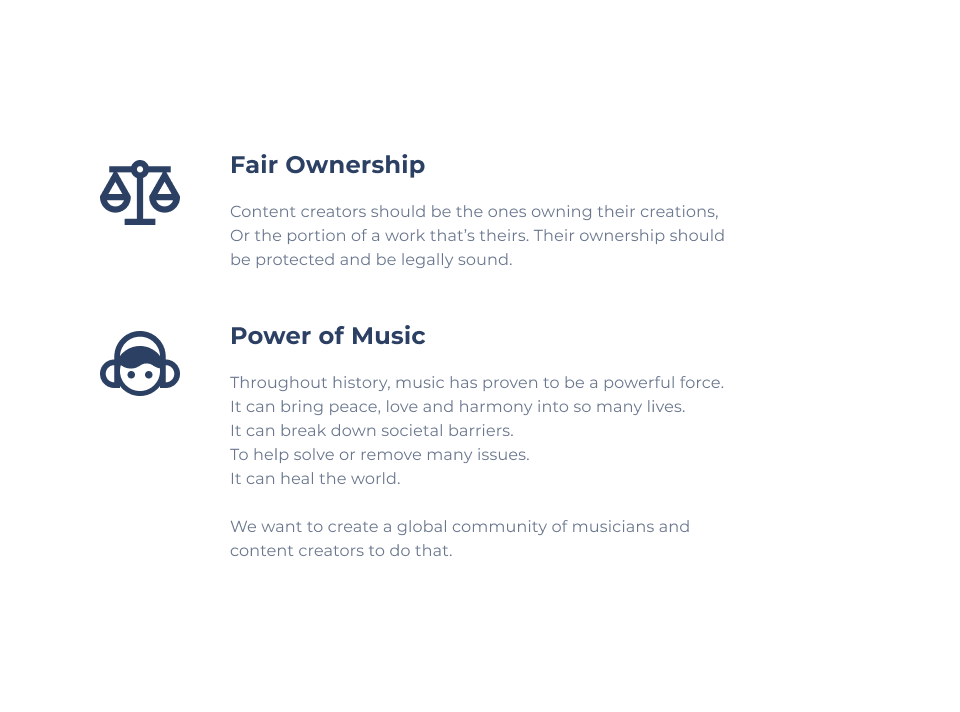 Fair Ownership
Content creators should be the ones owning their creations,
Or the portion of a work that’s theirs. Their ownership should
be protected and be legally sound.
Power of Music
Throughout history, music has proven to be a powerful force.
It can bring peace, love and harmony into so many lives.
It can break down societal barriers.
To help solve or remove many issues.
It can heal the world.
We want to create a global community of musicians and
content creators to do that.